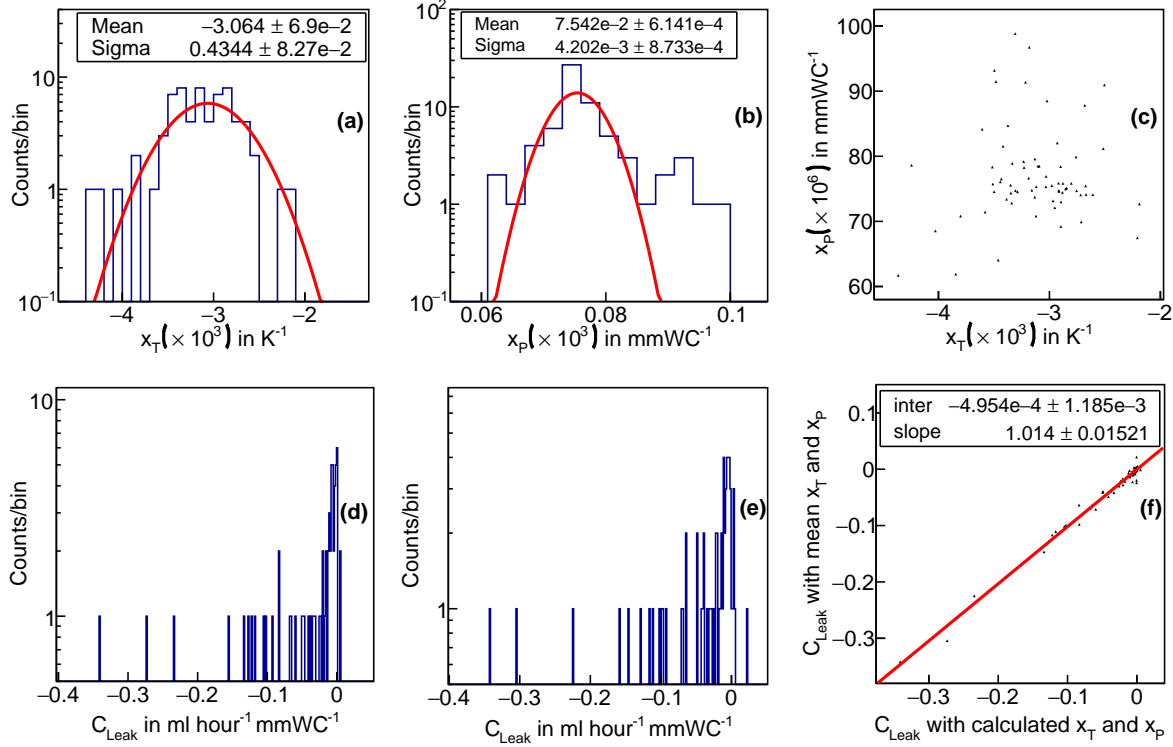 Mean −3.064 ± 6.9e−2
Sigma 0.4344 ± 8.27e−2
(a)
Counts/bin
10
1
10⁻¹
−4 −3 −2
x_T (× 10³) in K⁻¹
Mean 7.542e−2 ± 6.141e−4
Sigma 4.202e−3 ± 8.733e−4
(b)
Counts/bin
10²
10
1
10⁻¹
0.06 0.08 0.1
x_P (× 10³) in mmWC⁻¹
(c)
x_P (× 10⁶) in mmWC⁻¹
100
90
80
70
60
−4 −3 −2
x_T (× 10³) in K⁻¹
(d)
Counts/bin
10
1
−0.4 −0.3 −0.2 −0.1 0
C_Leak in ml hour⁻¹ mmWC⁻¹
(e)
Counts/bin
1
−0.4 −0.3 −0.2 −0.1 0
C_Leak in ml hour⁻¹ mmWC⁻¹
inter −4.954e−4 ± 1.185e−3
slope 1.014 ± 0.01521
(f)
C_Leak with mean x_T and x_P
0.1
0
−0.1
−0.2
−0.3
−0.3 −0.2 −0.1 0
C_Leak with calculated x_T and x_P